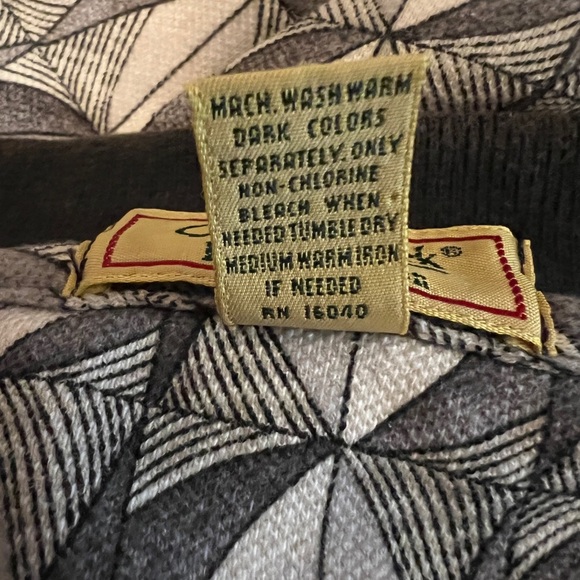 MACH. WASH WARM
DARK COLORS
SEPARATELY. ONLY
NON-CHLORINE
BLEACH WHEN
NEEDED TUMBLE DRY
MEDIUM WARM IRON
IF NEEDED
RN 16040
®